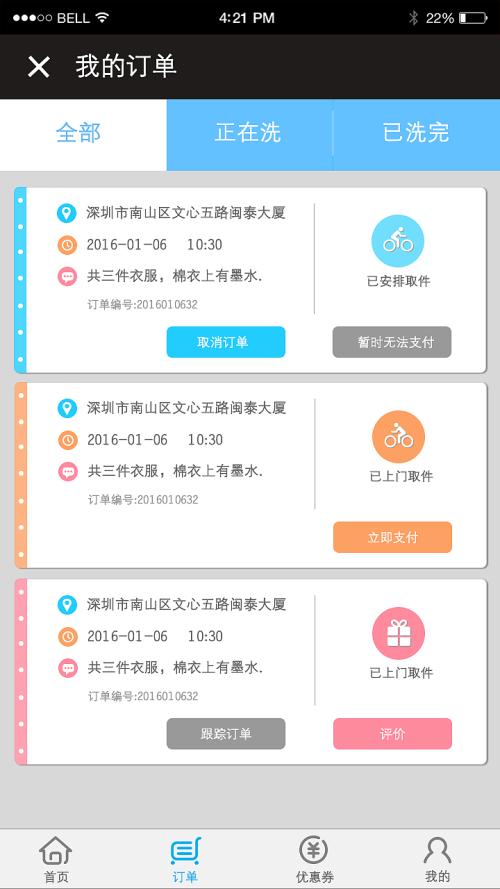 BELL 4:21 PM 22%
我的订单
全部 正在洗 已洗完
深圳市南山区文心五路闽泰大厦
2016-01-06 10:30
共三件衣服，棉衣上有墨水.
订单编号:2016010632
已安排取件
取消订单 暂时无法支付
深圳市南山区文心五路闽泰大厦
2016-01-06 10:30
共三件衣服，棉衣上有墨水.
订单编号:2016010632
已上门取件
立即支付
深圳市南山区文心五路闽泰大厦
2016-01-06 10:30
共三件衣服，棉衣上有墨水.
订单编号:2016010632
已上门取件
跟踪订单 评价
首页 订单 优惠券 我的